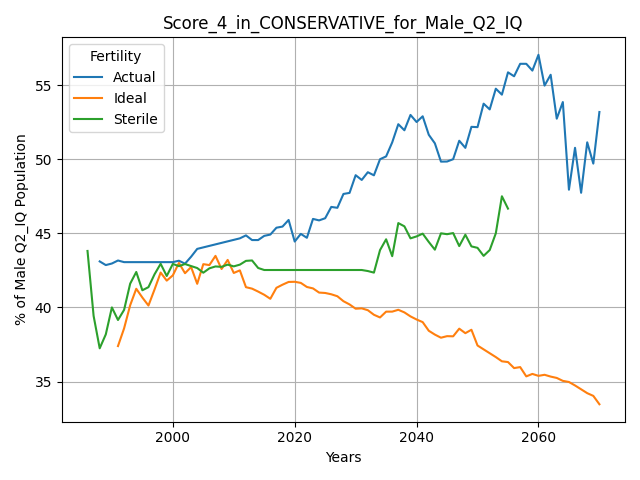 Score_4_in_CONSERVATIVE_for_Male_Q2_IQ
Fertility
Actual
Ideal
Sterile
% of Male Q2_IQ Population
55
50
45
40
35
2000
2020
2040
2060
Years